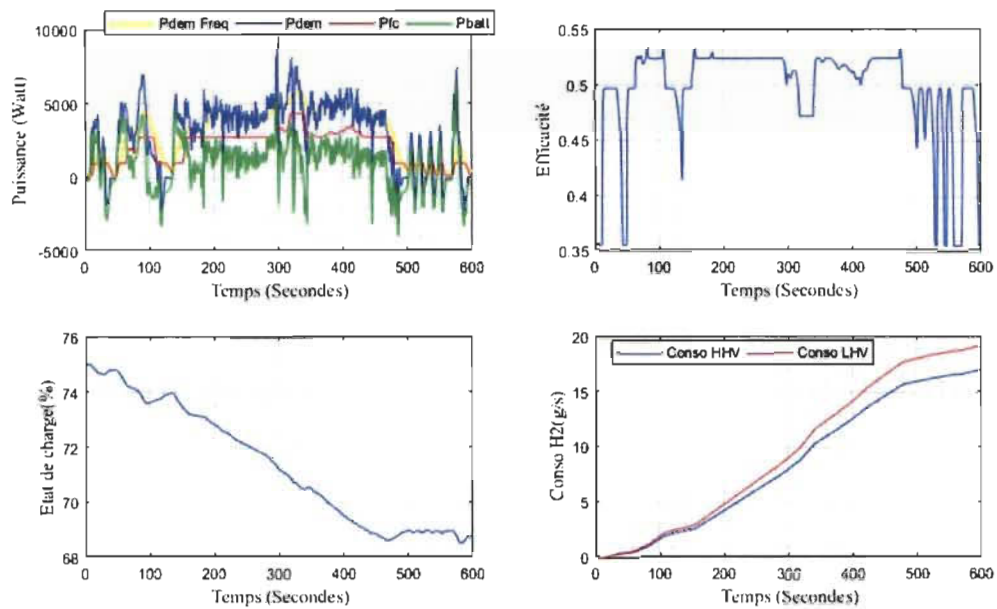 Pdem Freq Pdem Pfc Pbatt
10000
5000
0
-5000
Puissance (Watt)
0 100 200 300 400 500 600
Temps (Secondes)
0.55
0.5
0.45
0.4
0.35
Efficacité
0 100 200 300 400 500 600
Temps (Secondes)
76
74
72
70
68
Etat de charge(%)
0 100 200 300 400 500 600
Temps (Secondes)
Conso HHV Conso LHV
20
15
10
5
0
Conso H2(g/s)
0 100 200 300 400 500 600
Temps (Secondes)